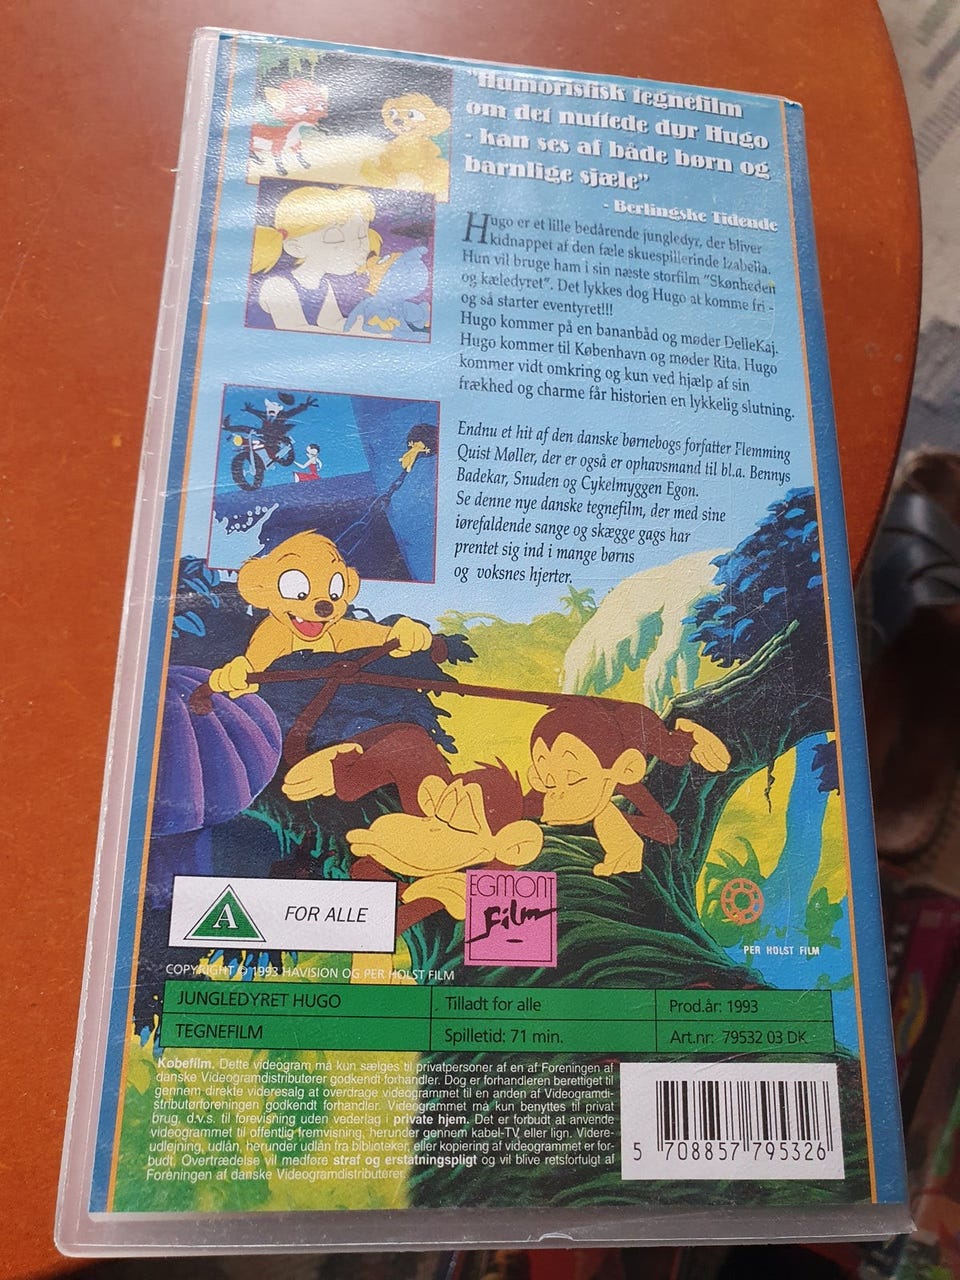 "Humoristisk tegnefilm
om det nuttede dyr Hugo
- kan ses af både børn og
barnlige sjæle"
- Berlingske Tidende
Hugo er et lille bedårende jungledyr, der bliver
kidnappet af den fæle skuespillerinde Izabella.
Hun vil bruge ham i sin næste storfilm "Skønheden
og kæledyret". Det lykkes dog Hugo at komme fri -
og så starter eventyret!!!
Hugo kommer på en bananbåd og møder DelleKaj.
Hugo kommer til København og møder Rita. Hugo
kommer vidt omkring og kun ved hjælp af sin
frækhed og charme får historien en lykkelig slutning.
Endnu et hit af den danske børnebogs forfatter Flemming
Quist Møller, der er også er ophavsmand til bl.a. Bennys
Badekar, Snuden og Cykelmyggen Egon.
Se denne nye danske tegnefilm, der med sine
iørefaldende sange og skægge gags har
prentet sig ind i mange børns
og voksnes hjerter.
A FOR ALLE
EGMONT
Film
PER HOLST FILM
COPYRIGHT © 1993 HAVISION OG PER HOLST FILM
JUNGLEDYRET HUGO Tilladt for alle Prod.år: 1993
TEGNEFILM Spilletid: 71 min. Art.nr: 79532 03 DK
Købefilm. Dette videogram må kun sælges til privatpersoner af en af Foreningen af
danske Videogramdistributører godkendt forhandler. Dog er forhandleren berettiget til
gennem direkte videresalg at overdrage videogrammet til en anden af Videogramdi-
stributørforeningen godkendt forhandler. Videogrammet må kun benyttes til privat
brug, d.v.s. til forevisning uden vederlag i private hjem. Det er forbudt at anvende
videogrammet til offentlig fremvisning, herunder gennem kabel-TV eller lign. Videre-
udlejning, udlån, herunder udlån fra biblioteker, eller kopiering af videogrammet er for-
budt. Overtrædelse vil medføre straf og erstatningspligt og vil blive retsforfulgt af
Foreningen af danske Videogramdistributører.
5 708857 795326